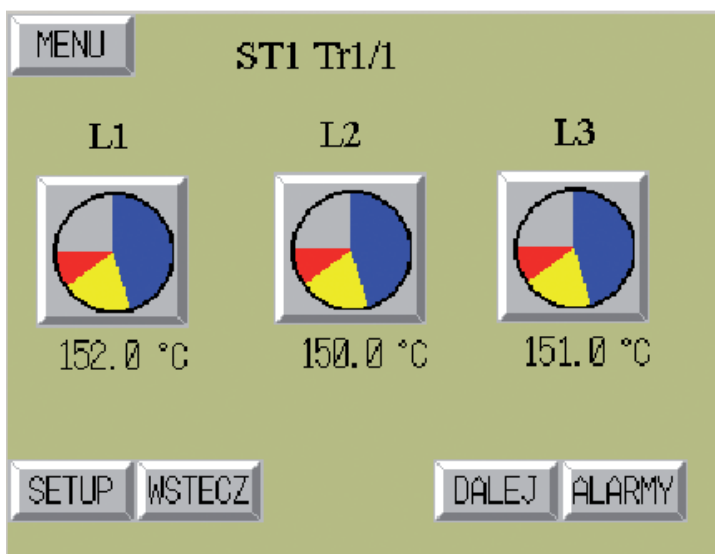 MENU
ST1 Tr1/1
L1 L2 L3
152.0 °C 150.0 °C 151.0 °C
SETUP WSTECZ DALEJ ALARMY